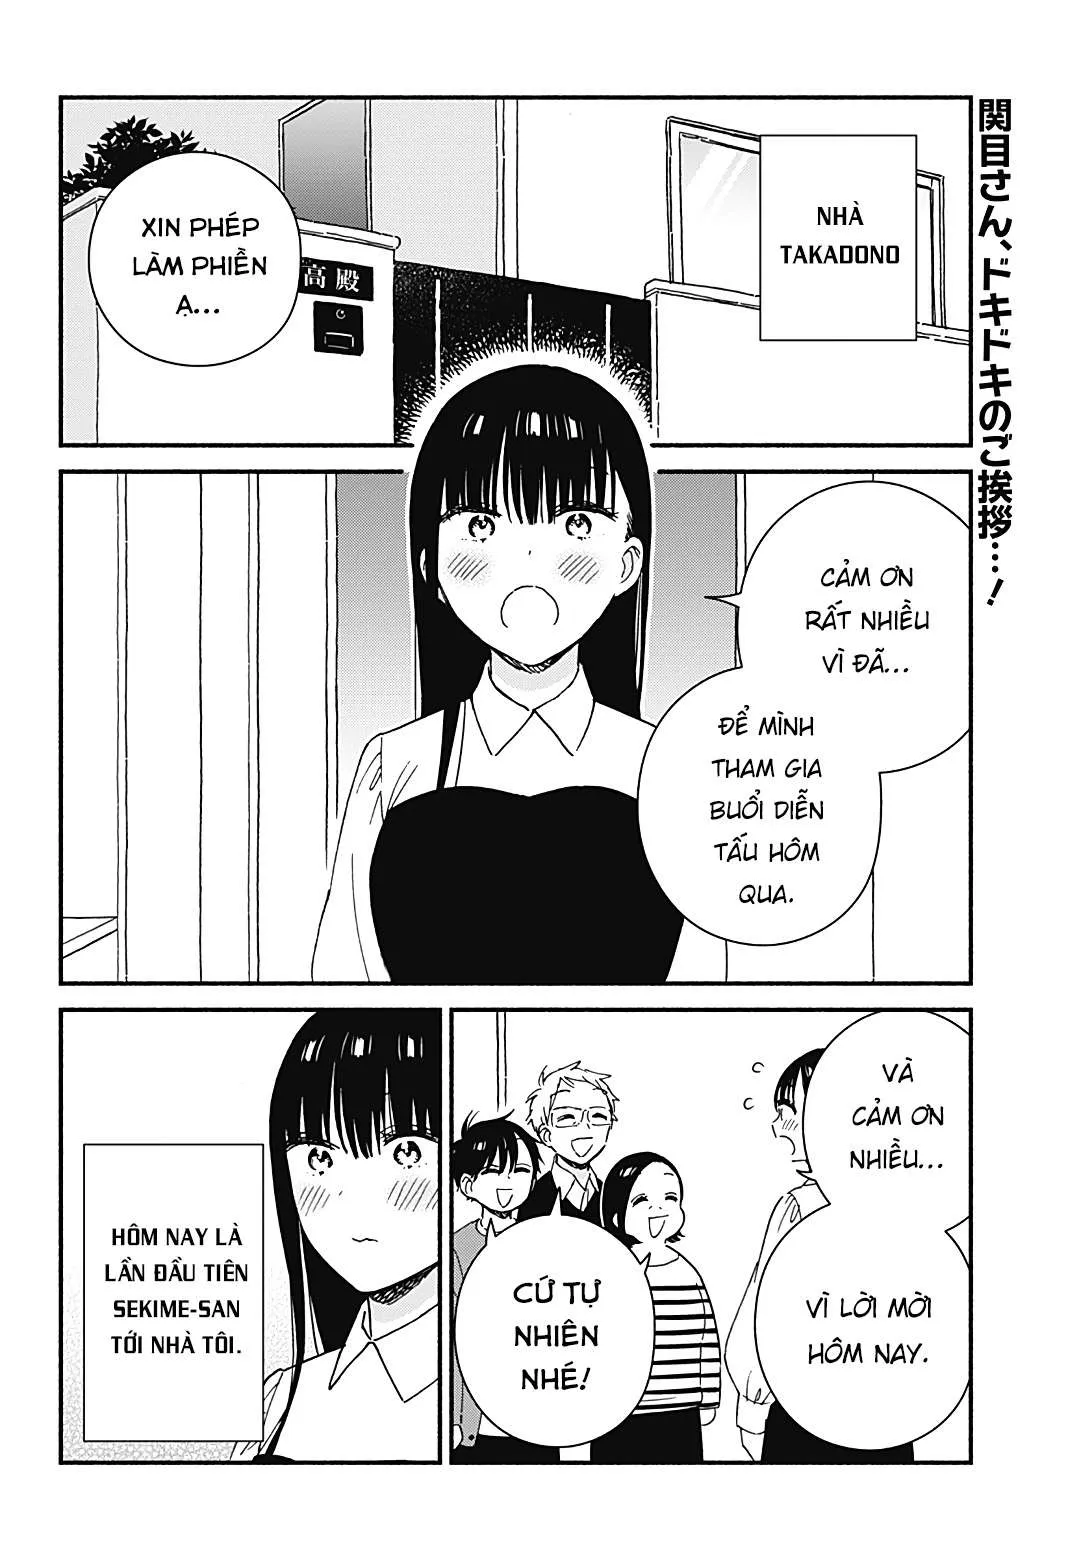 関目さん、ドキドキのご挨拶…！
NHÀ
TAKADONO
XIN PHÉP
LÀM PHIỀN
Ạ...
高殿
CẢM ƠN
RẤT NHIỀU
VÌ ĐÃ...
ĐỂ MÌNH
THAM GIA
BUỔI DIỄN
TẤU HÔM
QUA.
VÀ
CẢM ƠN
NHIỀU...
VÌ LỜI MỜI
HÔM NAY.
CỨ TỰ
NHIÊN
NHÉ!
HÔM NAY LÀ
LẦN ĐẦU TIÊN
SEKIME-SAN
TỚI NHÀ TÔI.